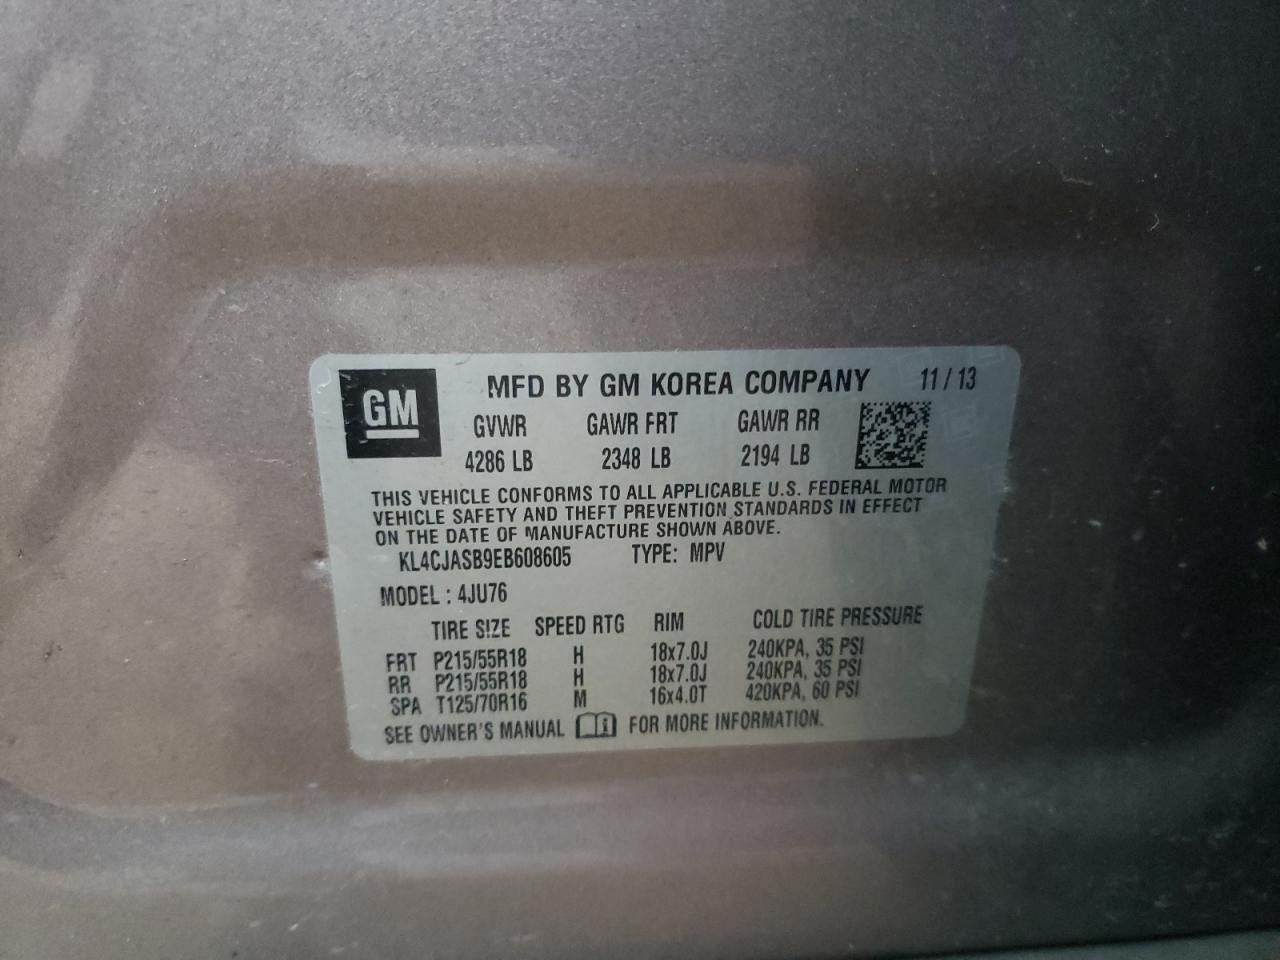 GM
MFD BY GM KOREA COMPANY 11 / 13
GVWR GAWR FRT GAWR RR
4286 LB 2348 LB 2194 LB
THIS VEHICLE CONFORMS TO ALL APPLICABLE U.S. FEDERAL MOTOR
VEHICLE SAFETY AND THEFT PREVENTION STANDARDS IN EFFECT
ON THE DATE OF MANUFACTURE SHOWN ABOVE.
KL4CJASB9EB608605 TYPE: MPV
MODEL : 4JU76
TIRE SIZE SPEED RTG RIM COLD TIRE PRESSURE
FRT P215/55R18 H 18x7.0J 240KPA, 35 PSI
RR P215/55R18 H 18x7.0J 240KPA, 35 PSI
SPA T125/70R16 M 16x4.0T 420KPA, 60 PSI
SEE OWNER'S MANUAL i FOR MORE INFORMATION.